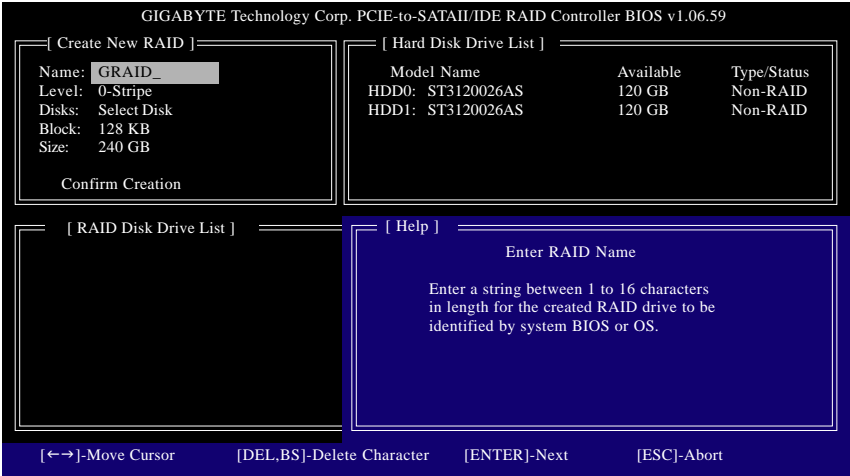 GIGABYTE Technology Corp. PCIE-to-SATAII/IDE RAID Controller BIOS v1.06.59
[ Create New RAID ]
Name: GRAID_
Level: 0-Stripe
Disks: Select Disk
Block: 128 KB
Size: 240 GB
Confirm Creation
[ Hard Disk Drive List ]
Model Name Available Type/Status
HDD0: ST3120026AS 120 GB Non-RAID
HDD1: ST3120026AS 120 GB Non-RAID
[ RAID Disk Drive List ]
[ Help ]
Enter RAID Name
Enter a string between 1 to 16 characters
in length for the created RAID drive to be
identified by system BIOS or OS.
[←→]-Move Cursor [DEL,BS]-Delete Character [ENTER]-Next [ESC]-Abort